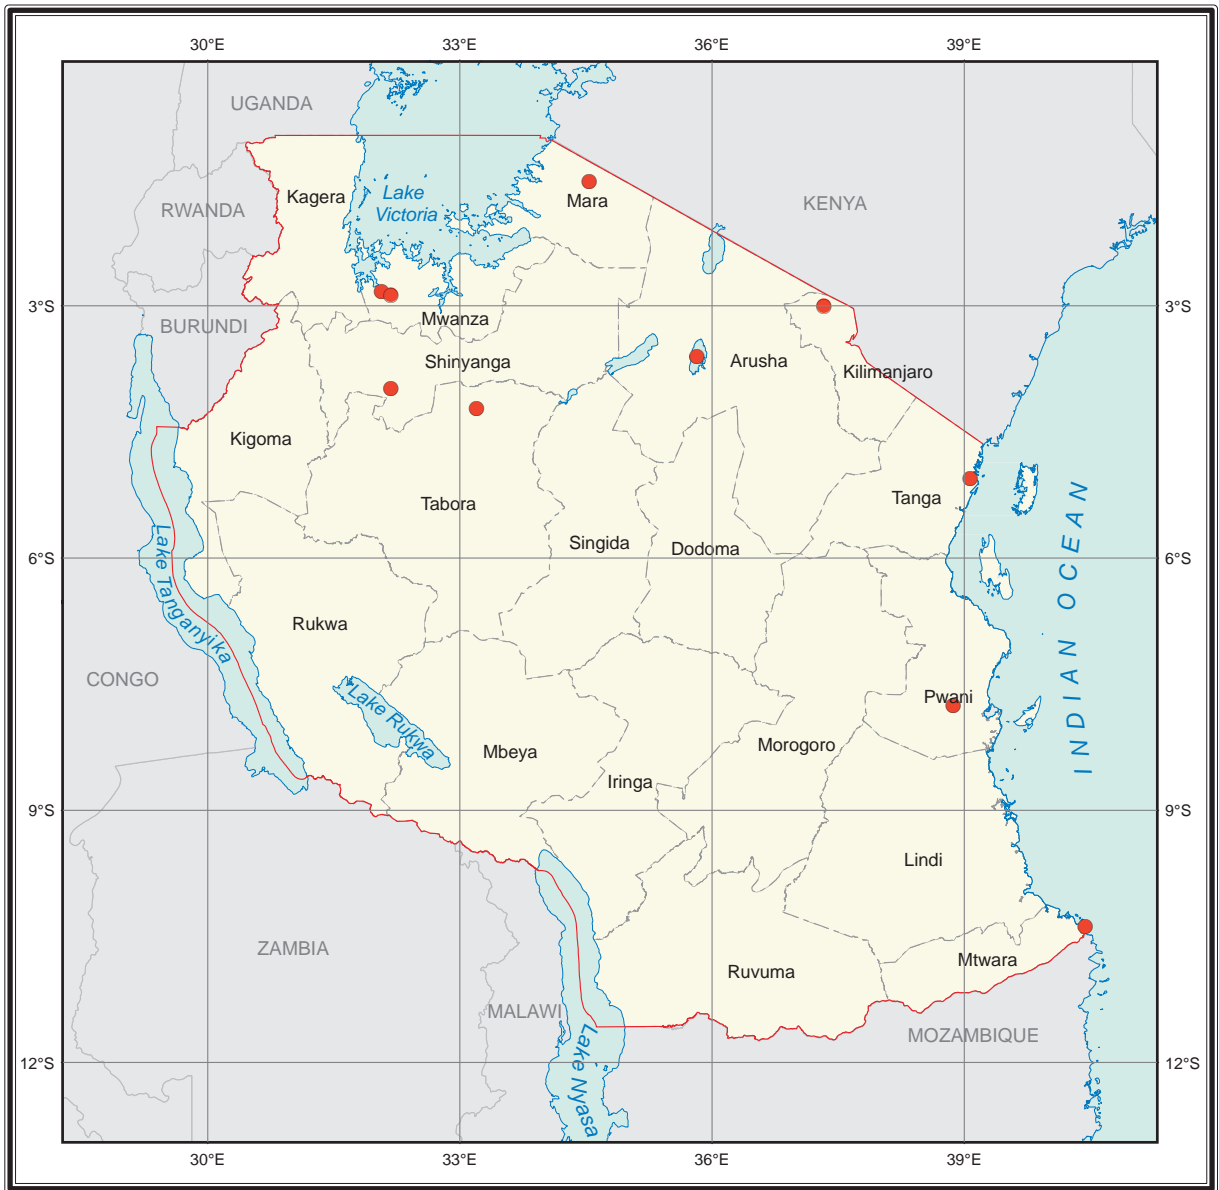 30°E 33°E 36°E 39°E
UGANDA
Kagera
Lake
Victoria
Mara
RWANDA
KENYA
3°S 3°S
BURUNDI
Mwanza
Shinyanga
Arusha
Kilimanjaro
Kigoma
Tabora
Tanga
Singida
Dodoma
6°S 6°S
INDIAN OCEAN
Lake Tanganyika
Rukwa
CONGO
Lake Rukwa
Pwani
Mbeya
Morogoro
Iringa
9°S 9°S
Lindi
ZAMBIA
Ruvuma
Mtwara
MALAWI
MOZAMBIQUE
12°S 12°S
Lake Nyasa
30°E 33°E 36°E 39°E